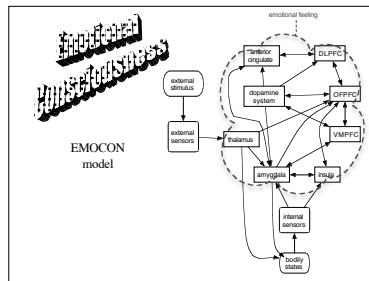 Emotional
Consciousness
EMOCON
model
emotional feeling
anterior
cingulate
DLPFC
external
stimulus
dopamine
system
OFPFC
external
sensors
thalamus
VMPFC
amygdala
insula
internal
sensors
bodily
states